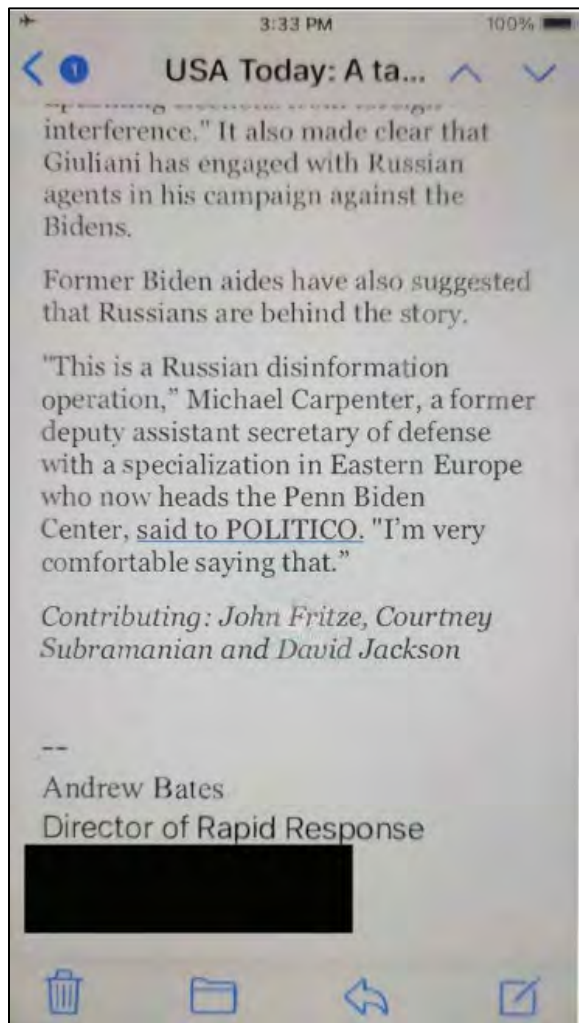 3:33 PM
100%
1
USA Today: A ta...
interference." It also made clear that
Giuliani has engaged with Russian
agents in his campaign against the
Bidens.
Former Biden aides have also suggested
that Russians are behind the story.
"This is a Russian disinformation
operation," Michael Carpenter, a former
deputy assistant secretary of defense
with a specialization in Eastern Europe
who now heads the Penn Biden
Center, said to POLITICO. "I'm very
comfortable saying that."
Contributing: John Fritze, Courtney
Subramanian and David Jackson
--
Andrew Bates
Director of Rapid Response